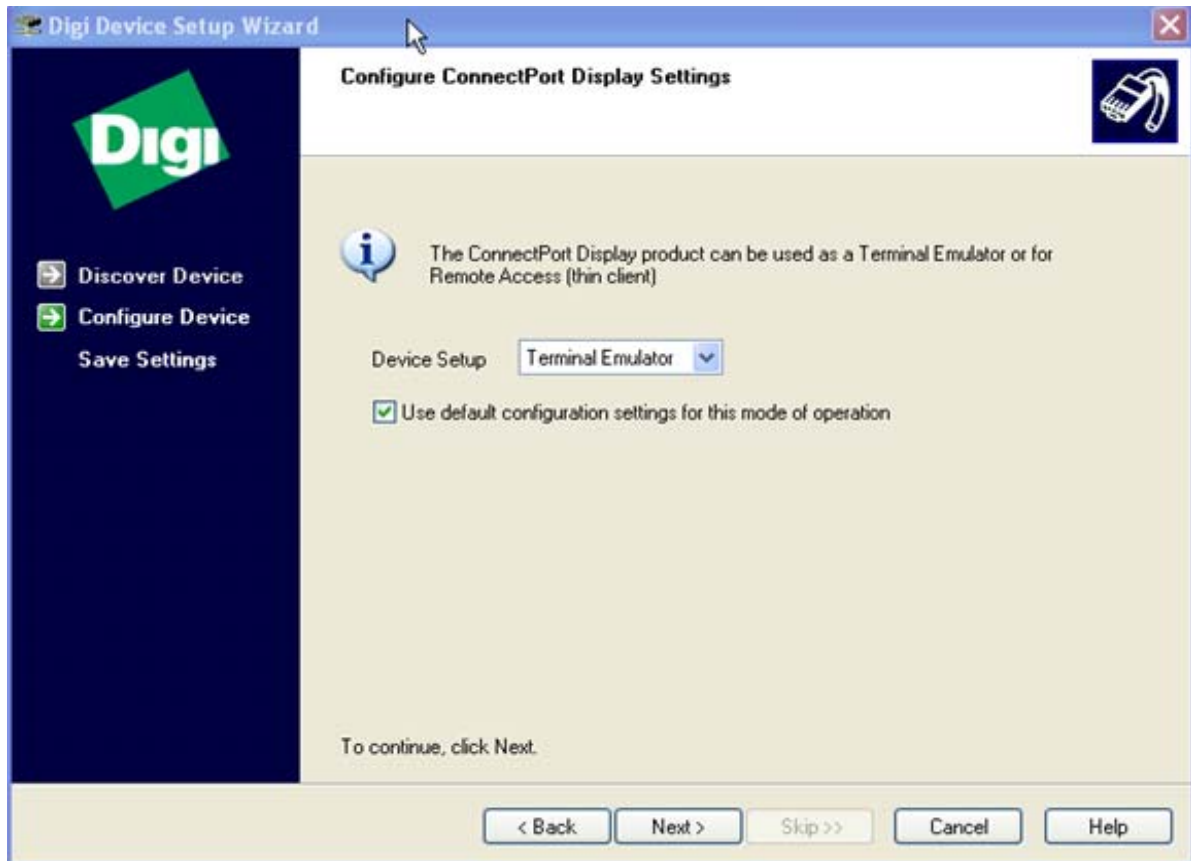 Digi Device Setup Wizard
Configure ConnectPort Display Settings
Digi
Discover Device
Configure Device
Save Settings
The ConnectPort Display product can be used as a Terminal Emulator or for
Remote Access (thin client)
Device Setup
Terminal Emulator
Use default configuration settings for this mode of operation
To continue, click Next.
< Back
Next >
Skip >>
Cancel
Help